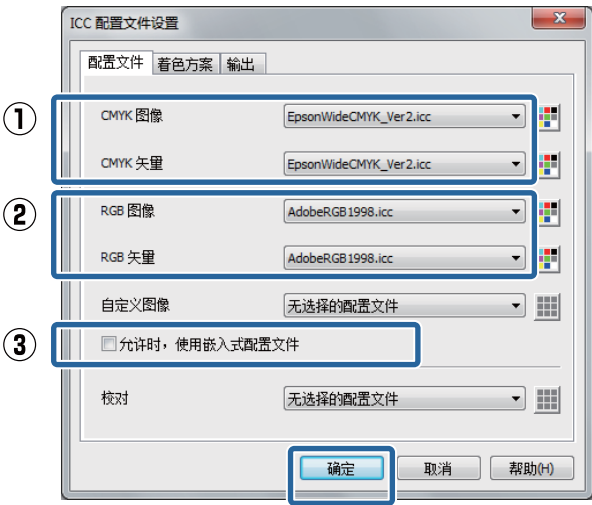 ICC 配置文件设置
配置文件 着色方案 输出
① CMYK 图像 EpsonWideCMYK_Ver2.icc
CMYK 矢量 EpsonWideCMYK_Ver2.icc
② RGB 图像 AdobeRGB1998.icc
RGB 矢量 AdobeRGB1998.icc
自定义图像 无选择的配置文件
③ 允许时，使用嵌入式配置文件
校对 无选择的配置文件
确定 取消 帮助(H)